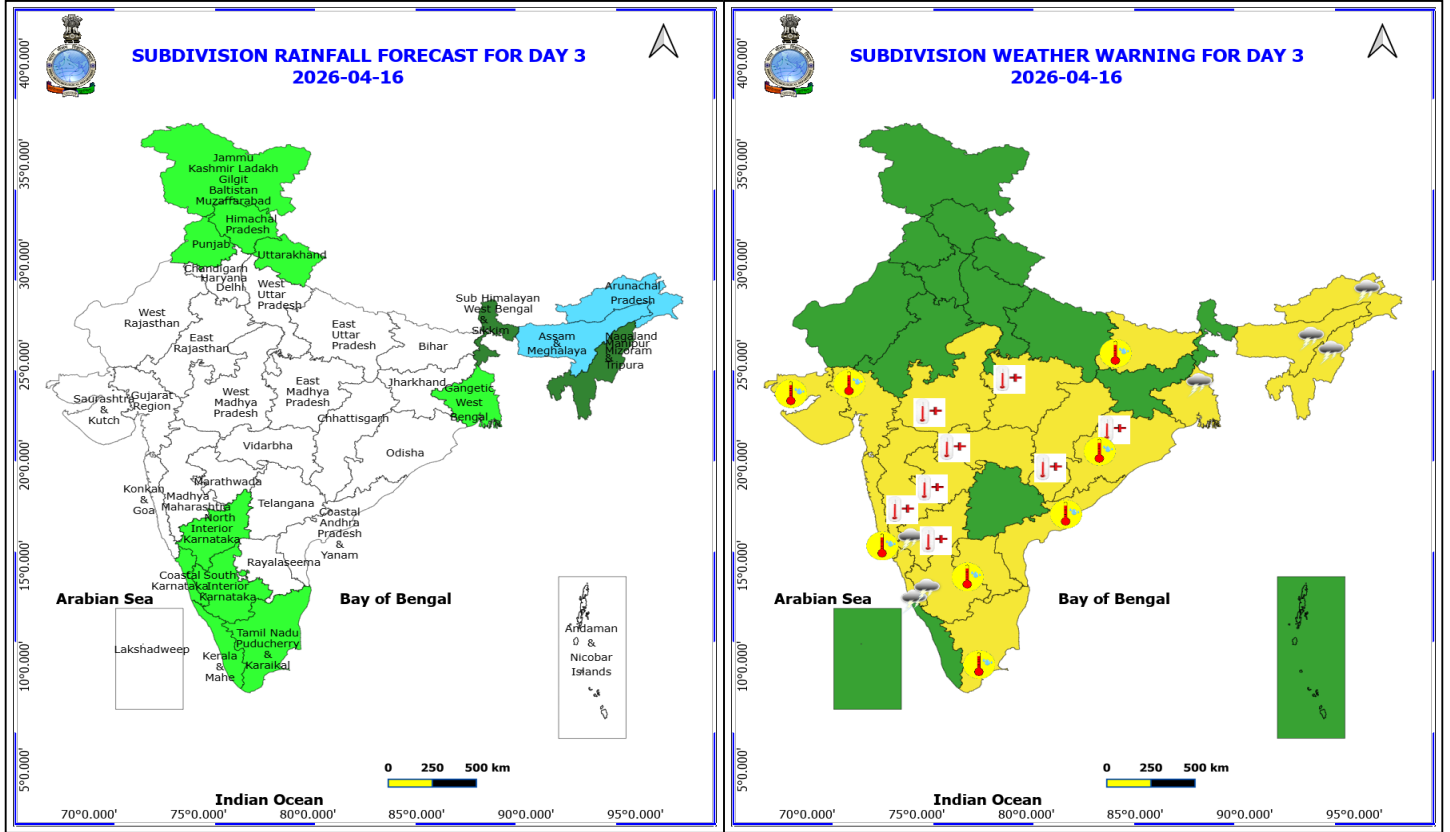 SUBDIVISION RAINFALL FORECAST FOR DAY 3
2026-04-16
40°0.000'
35°0.000'
30°0.000'
25°0.000'
20°0.000'
15°0.000'
10°0.000'
5°0.000'
Jammu
Kashmir Ladakh
Gilgit
Baltistan
Muzaffarabad
Himachal
Pradesh
Punjab
Uttarakhand
Chandigarh
Haryana
Delhi
West
Uttar
Pradesh
West
Rajasthan
East
Rajasthan
East
Uttar
Pradesh
Bihar
Sub Himalayan
West Bengal
&
Sikkim
Arunachal
Pradesh
Assam
&
Meghalaya
Nagaland
Manipur
Mizoram
&
Tripura
Saurashtra
&
Kutch
Gujarat
Region
West
Madhya
Pradesh
East
Madhya
Pradesh
Jharkhand
Gangetic
West
Bengal
Chhattisgarh
Vidarbha
Odisha
Konkan
&
Goa
Madhya
Maharashtra
Marathwada
Telangana
North
Interior
Karnataka
Coastal
Andhra
Pradesh
&
Yanam
Rayalaseema
Coastal
Karnataka
South
Interior
Karnataka
Arabian Sea
Bay of Bengal
Lakshadweep
Kerala
&
Mahe
Tamil Nadu
Puducherry
&
Karaikal
Andaman
&
Nicobar
Islands
0 250 500 km
Indian Ocean
70°0.000' 75°0.000' 80°0.000' 85°0.000' 90°0.000' 95°0.000'
SUBDIVISION WEATHER WARNING FOR DAY 3
2026-04-16
40°0.000'
35°0.000'
30°0.000'
25°0.000'
20°0.000'
15°0.000'
10°0.000'
5°0.000'
Arabian Sea
Bay of Bengal
0 250 500 km
Indian Ocean
70°0.000' 75°0.000' 80°0.000' 85°0.000' 90°0.000' 95°0.000'